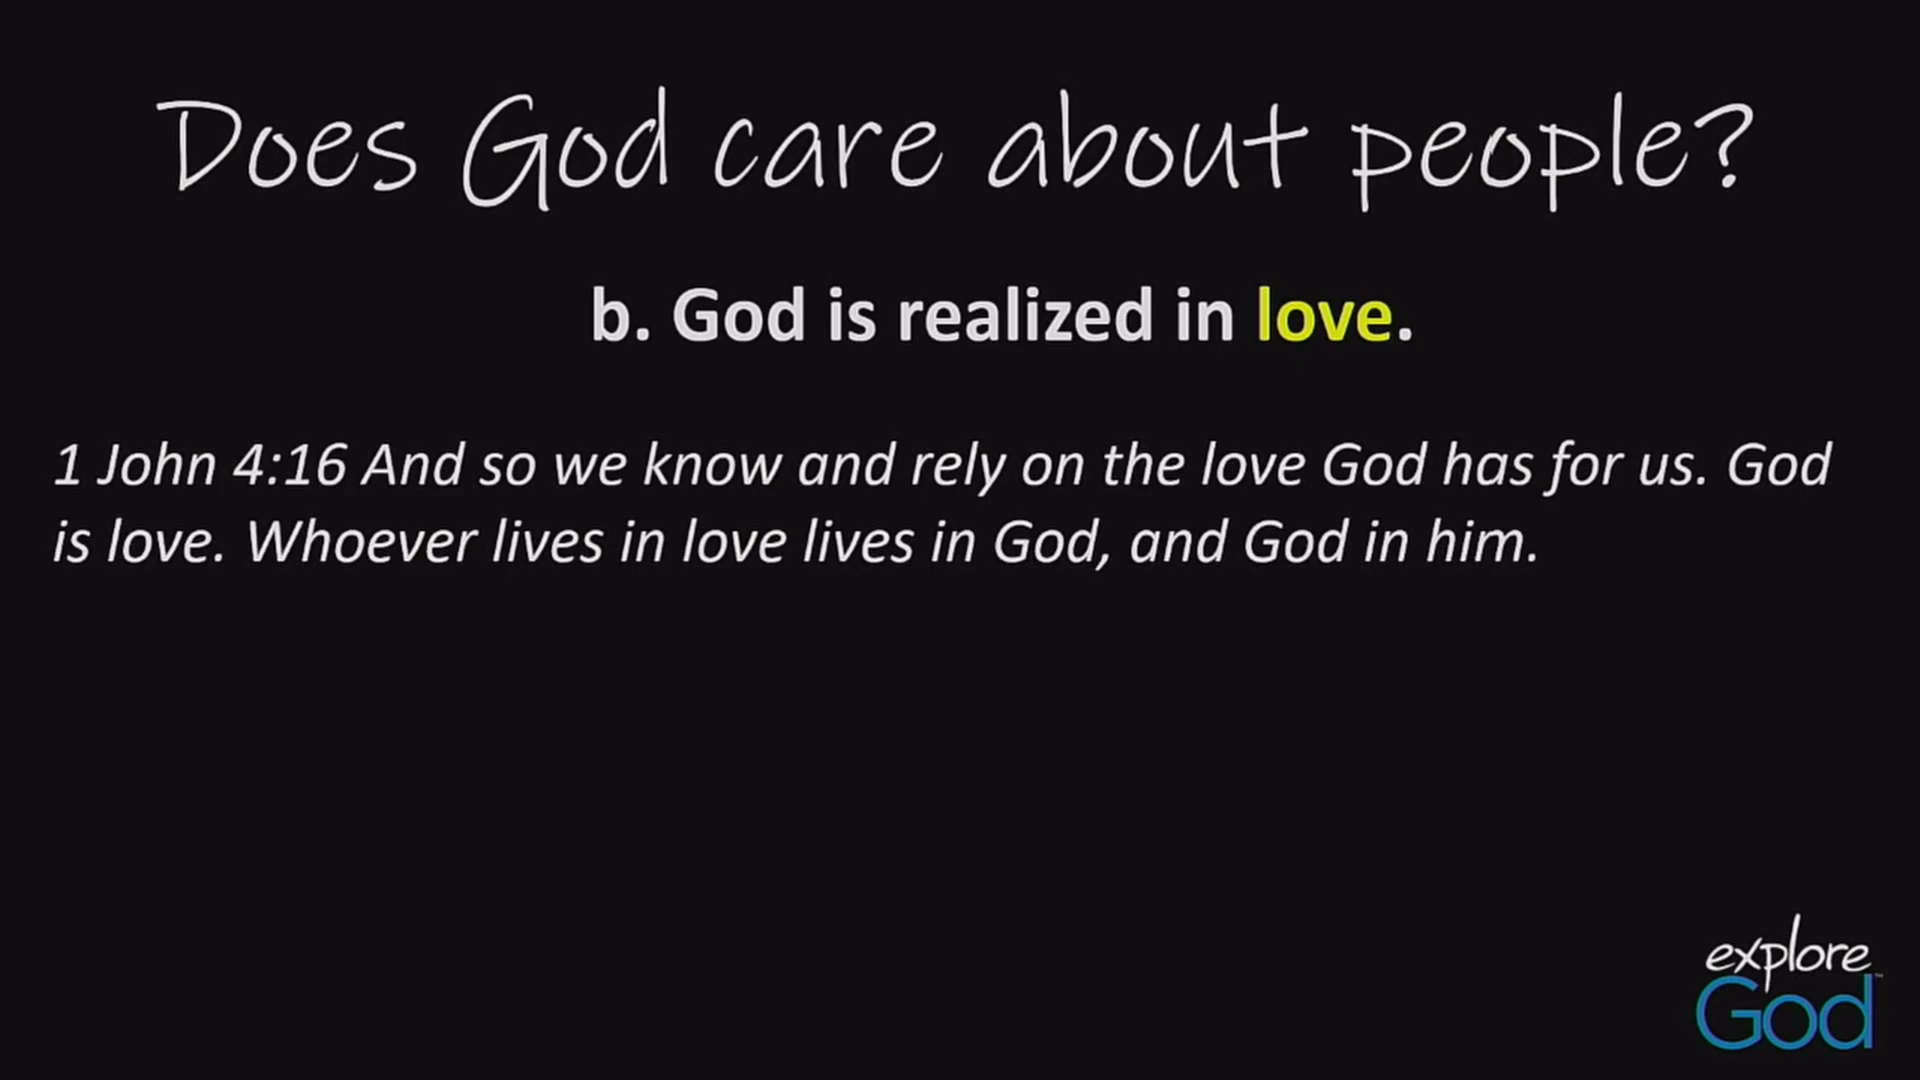 Does God care about people?
b. God is realized in love.
1 John 4:16 And so we know and rely on the love God has for us. God
is love. Whoever lives in love lives in God, and God in him.
explore
God™